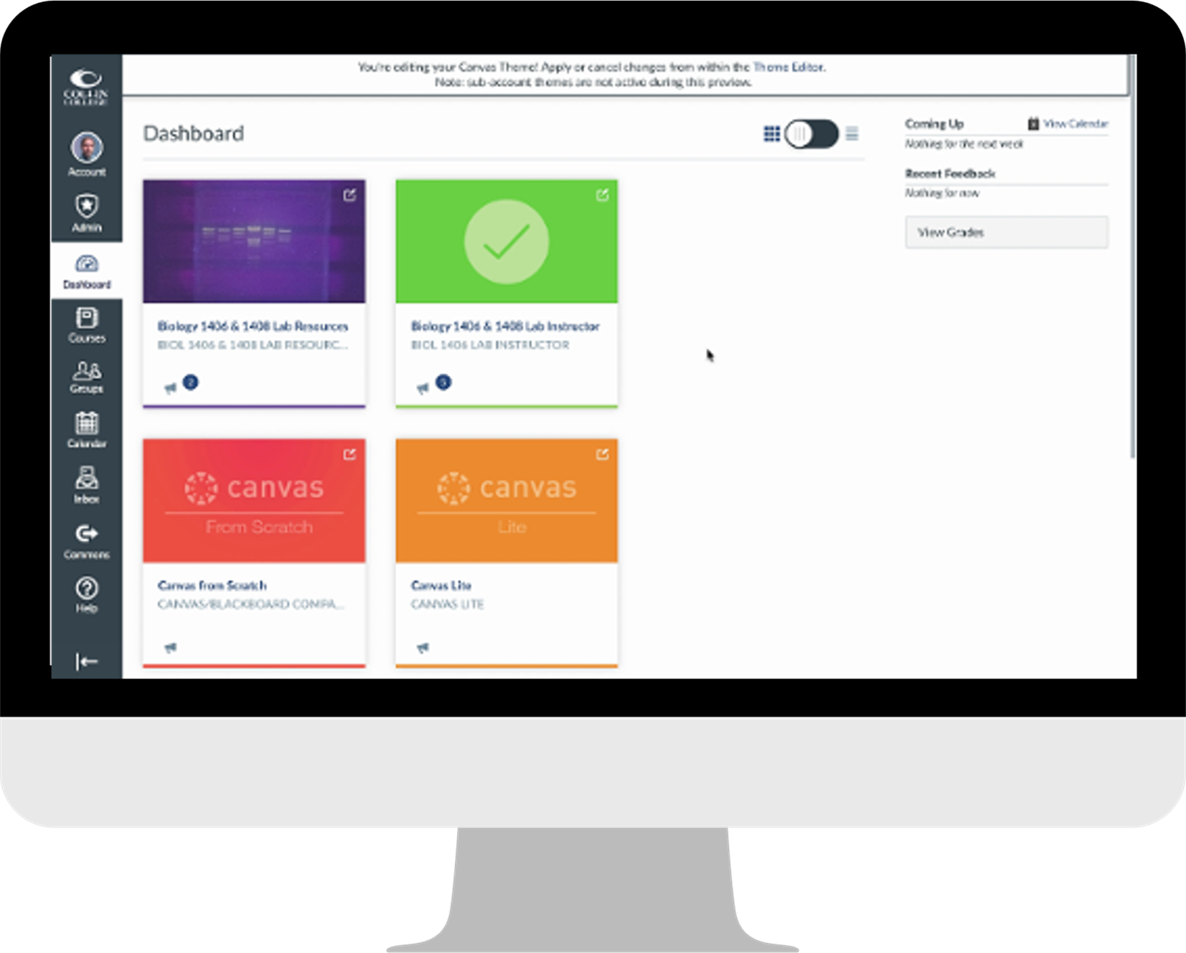 You're editing your Canvas Theme! Apply or cancel changes from within the Theme Editor.
Note: sub-account themes are not active during this preview.
COLLIN
COLLEGE
Account
Admin
Dashboard
Courses
Groups
Calendar
Inbox
Commons
Help
Dashboard
Biology 1406 & 1408 Lab Resources
BIOL 1406 & 1408 LAB RESOURC...
2
Biology 1406 & 1408 Lab Instructor
BIOL 1406 LAB INSTRUCTOR
5
canvas
From Scratch
Canvas from Scratch
CANVAS/BLACKBOARD COMPA...
canvas
Lite
Canvas Lite
CANVAS LITE
Coming Up
View Calendar
Nothing for the next week
Recent Feedback
Nothing for now
View Grades